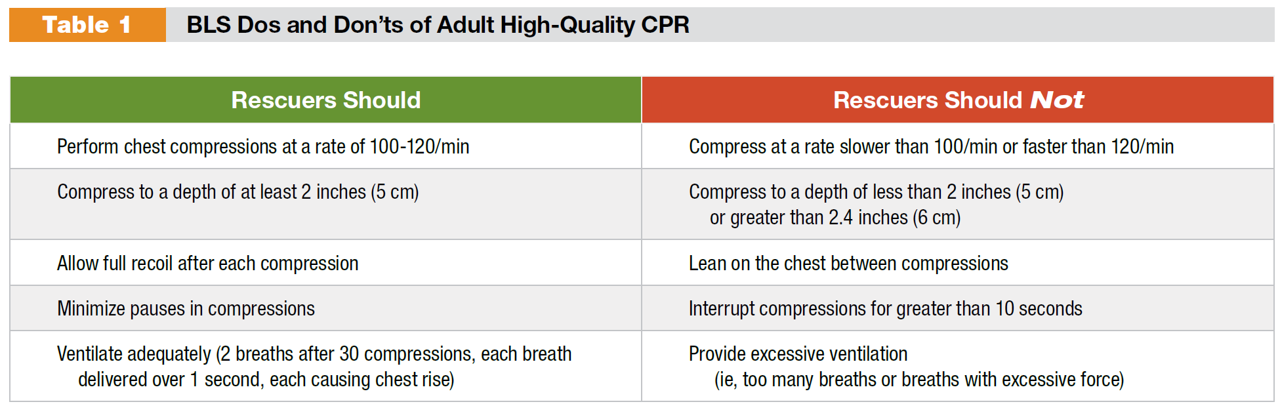 Table 1 BLS Dos and Don’ts of Adult High-Quality CPR
Rescuers Should Rescuers Should Not
Perform chest compressions at a rate of 100-120/min Compress at a rate slower than 100/min or faster than 120/min
Compress to a depth of at least 2 inches (5 cm) Compress to a depth of less than 2 inches (5 cm)
or greater than 2.4 inches (6 cm)
Allow full recoil after each compression Lean on the chest between compressions
Minimize pauses in compressions Interrupt compressions for greater than 10 seconds
Ventilate adequately (2 breaths after 30 compressions, each breath Provide excessive ventilation
delivered over 1 second, each causing chest rise) (ie, too many breaths or breaths with excessive force)